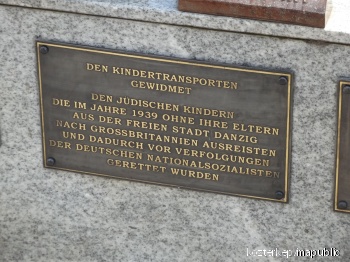 DEN KINDERTRANSPORTEN
GEWIDMET
DEN JÜDISCHEN KINDERN
DIE IM JAHRE 1939 OHNE IHRE ELTERN
AUS DER FREIEN STADT DANZIG
NACH GROSSBRITANNIEN AUSREISTEN
UND DADURCH VOR VERFOLGUNGEN
DER DEUTSCHEN NATIONALSOZIALISTEN
GERETTET WURDEN